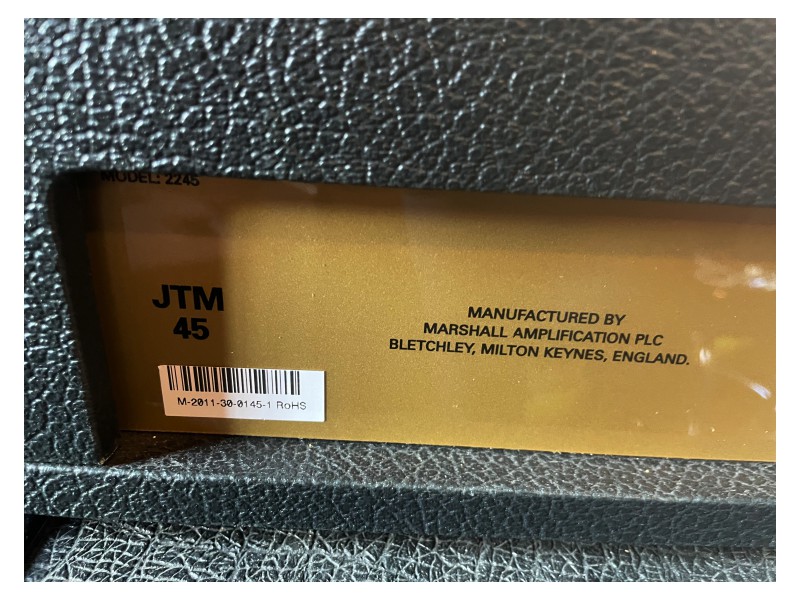 MODEL: 2245
JTM
45
MANUFACTURED BY
MARSHALL AMPLIFICATION PLC
BLETCHLEY, MILTON KEYNES, ENGLAND.
M-2011-30-0145-1 RoHS